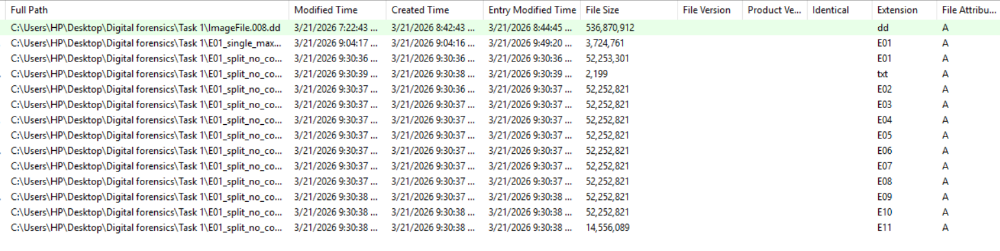 Full Path Modified Time Created Time Entry Modified Time File Size File Version Product Ve... Identical Extension File Attribu...
C:\Users\HP\Desktop\Digital forensics\Task 1\ImageFile.008.dd 3/21/2026 7:22:43 ... 3/21/2026 8:42:43 ... 3/21/2026 8:44:45 ... 536,870,912 dd A
C:\Users\HP\Desktop\Digital forensics\Task 1\E01_single_max... 3/21/2026 9:04:17 ... 3/21/2026 9:04:16 ... 3/21/2026 9:49:20 ... 3,724,761 E01 A
C:\Users\HP\Desktop\Digital forensics\Task 1\E01_split_no_co... 3/21/2026 9:30:36 ... 3/21/2026 9:30:36 ... 3/21/2026 9:30:36 ... 52,253,301 E01 A
C:\Users\HP\Desktop\Digital forensics\Task 1\E01_split_no_co... 3/21/2026 9:30:39 ... 3/21/2026 9:30:38 ... 3/21/2026 9:30:39 ... 2,199 txt A
C:\Users\HP\Desktop\Digital forensics\Task 1\E01_split_no_co... 3/21/2026 9:30:37 ... 3/21/2026 9:30:36 ... 3/21/2026 9:30:37 ... 52,252,821 E02 A
C:\Users\HP\Desktop\Digital forensics\Task 1\E01_split_no_co... 3/21/2026 9:30:37 ... 3/21/2026 9:30:37 ... 3/21/2026 9:30:37 ... 52,252,821 E03 A
C:\Users\HP\Desktop\Digital forensics\Task 1\E01_split_no_co... 3/21/2026 9:30:37 ... 3/21/2026 9:30:37 ... 3/21/2026 9:30:37 ... 52,252,821 E04 A
C:\Users\HP\Desktop\Digital forensics\Task 1\E01_split_no_co... 3/21/2026 9:30:37 ... 3/21/2026 9:30:37 ... 3/21/2026 9:30:37 ... 52,252,821 E05 A
C:\Users\HP\Desktop\Digital forensics\Task 1\E01_split_no_co... 3/21/2026 9:30:37 ... 3/21/2026 9:30:37 ... 3/21/2026 9:30:37 ... 52,252,821 E06 A
C:\Users\HP\Desktop\Digital forensics\Task 1\E01_split_no_co... 3/21/2026 9:30:37 ... 3/21/2026 9:30:37 ... 3/21/2026 9:30:37 ... 52,252,821 E07 A
C:\Users\HP\Desktop\Digital forensics\Task 1\E01_split_no_co... 3/21/2026 9:30:37 ... 3/21/2026 9:30:37 ... 3/21/2026 9:30:37 ... 52,252,821 E08 A
C:\Users\HP\Desktop\Digital forensics\Task 1\E01_split_no_co... 3/21/2026 9:30:38 ... 3/21/2026 9:30:37 ... 3/21/2026 9:30:38 ... 52,252,821 E09 A
C:\Users\HP\Desktop\Digital forensics\Task 1\E01_split_no_co... 3/21/2026 9:30:38 ... 3/21/2026 9:30:38 ... 3/21/2026 9:30:38 ... 52,252,821 E10 A
C:\Users\HP\Desktop\Digital forensics\Task 1\E01_split_no_co... 3/21/2026 9:30:38 ... 3/21/2026 9:30:38 ... 3/21/2026 9:30:38 ... 14,556,089 E11 A